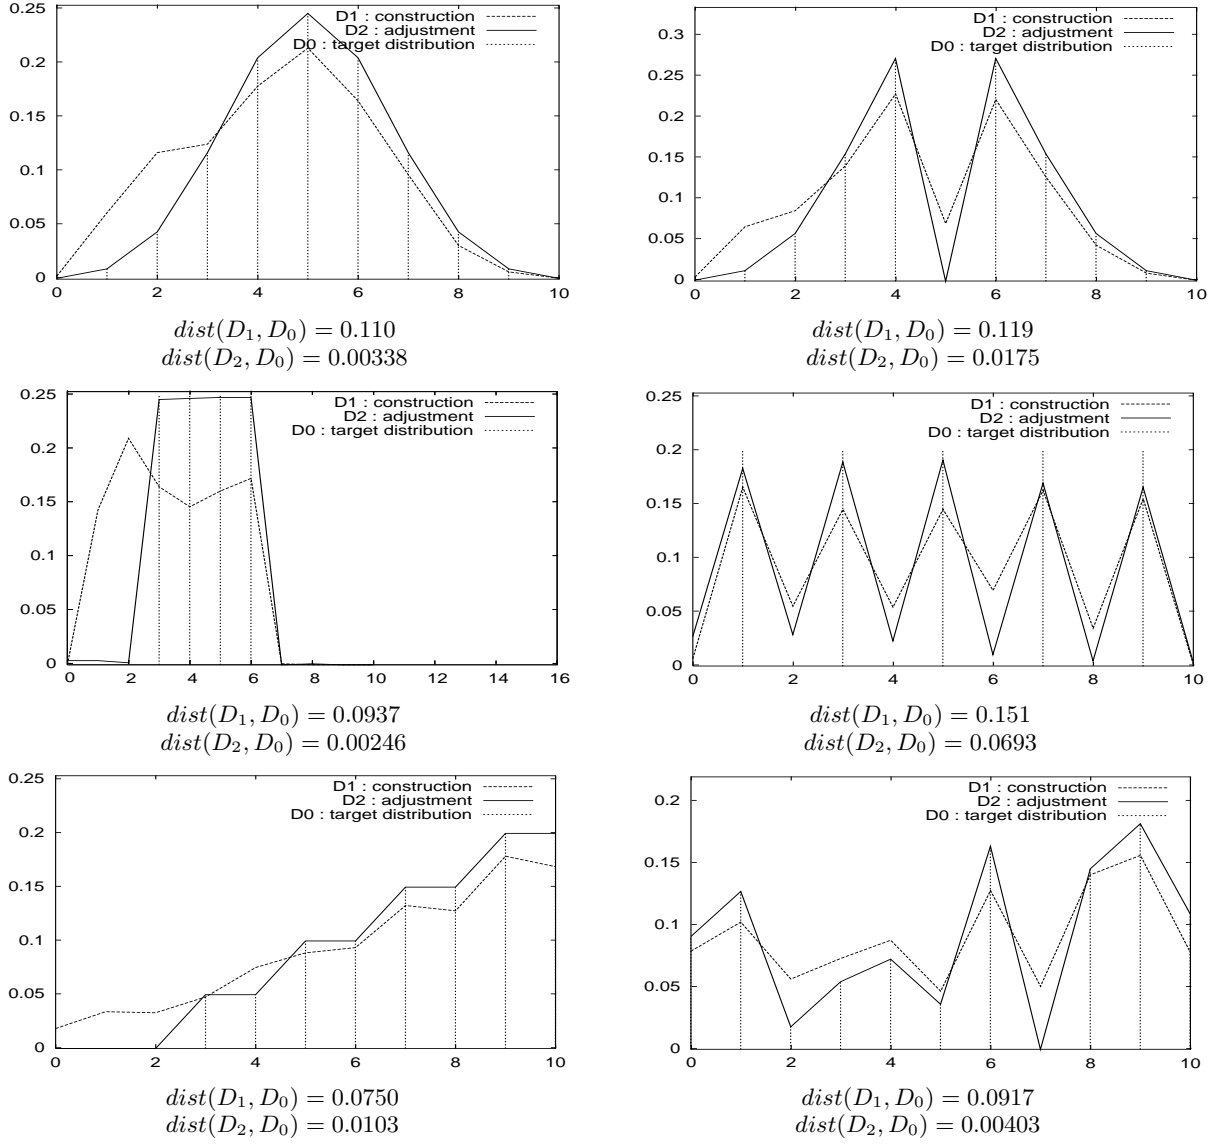 D1 : construction
D2 : adjustment
D0 : target distribution
0.25
0.2
0.15
0.1
0.05
0
0 2 4 6 8 10
dist(D1, D0) = 0.110
dist(D2, D0) = 0.00338
D1 : construction
D2 : adjustment
D0 : target distribution
0.3
0.25
0.2
0.15
0.1
0.05
0
0 2 4 6 8 10
dist(D1, D0) = 0.119
dist(D2, D0) = 0.0175
D1 : construction
D2 : adjustment
D0 : target distribution
0.25
0.2
0.15
0.1
0.05
0
0 2 4 6 8 10 12 14 16
dist(D1, D0) = 0.0937
dist(D2, D0) = 0.00246
D1 : construction
D2 : adjustment
D0 : target distribution
0.25
0.2
0.15
0.1
0.05
0
0 2 4 6 8 10
dist(D1, D0) = 0.151
dist(D2, D0) = 0.0693
D1 : construction
D2 : adjustment
D0 : target distribution
0.25
0.2
0.15
0.1
0.05
0
0 2 4 6 8 10
dist(D1, D0) = 0.0750
dist(D2, D0) = 0.0103
D1 : construction
D2 : adjustment
D0 : target distribution
0.2
0.15
0.1
0.05
0
0 2 4 6 8 10
dist(D1, D0) = 0.0917
dist(D2, D0) = 0.00403